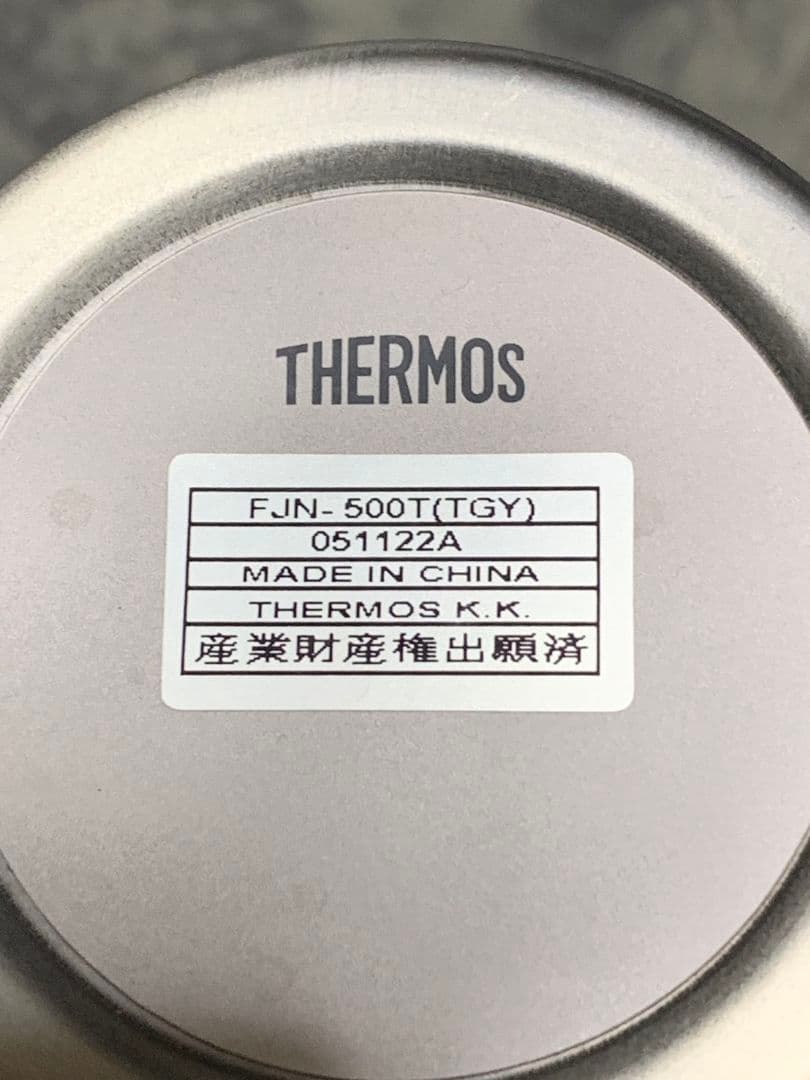 THERMOS
FJN- 500T(TGY)
051122A
MADE IN CHINA
THERMOS K.K.
産業財産権出願済